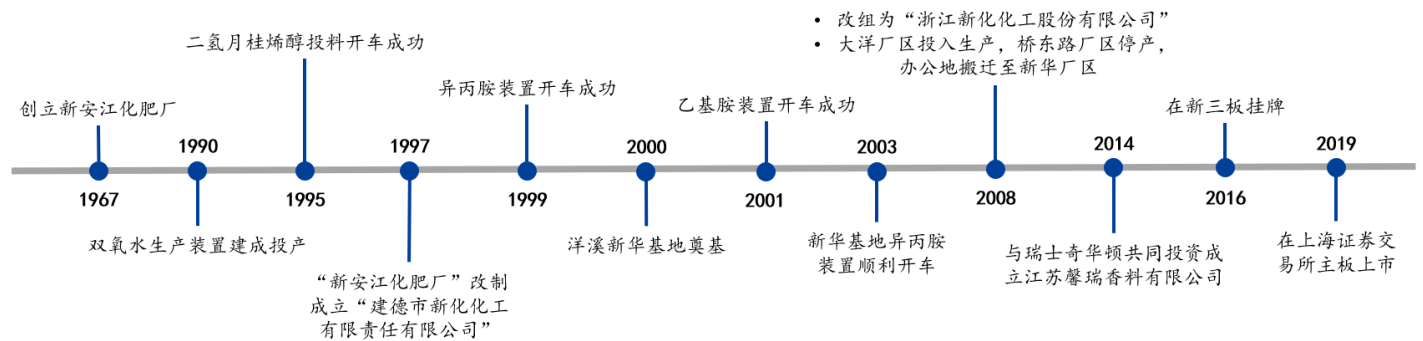 • 改组为“浙江新化化工股份有限公司”
• 大洋厂区投入生产，桥东路厂区停产，
办公地搬迁至新华厂区
二氢月桂烯醇投料开车成功
异丙胺装置开车成功
乙基胺装置开车成功
创立新安江化肥厂
在新三板挂牌
1990
1997
2000
2003
2014
2019
1967
1995
1999
2001
2008
2016
双氧水生产装置建成投产
洋溪新华基地奠基
新华基地异丙胺
装置顺利开车
与瑞士奇华顿共同投资成
立江苏馨瑞香料有限公司
在上海证券交
易所主板上市
“新安江化肥厂”改制
成立“建德市新化化工
有限责任有限公司”